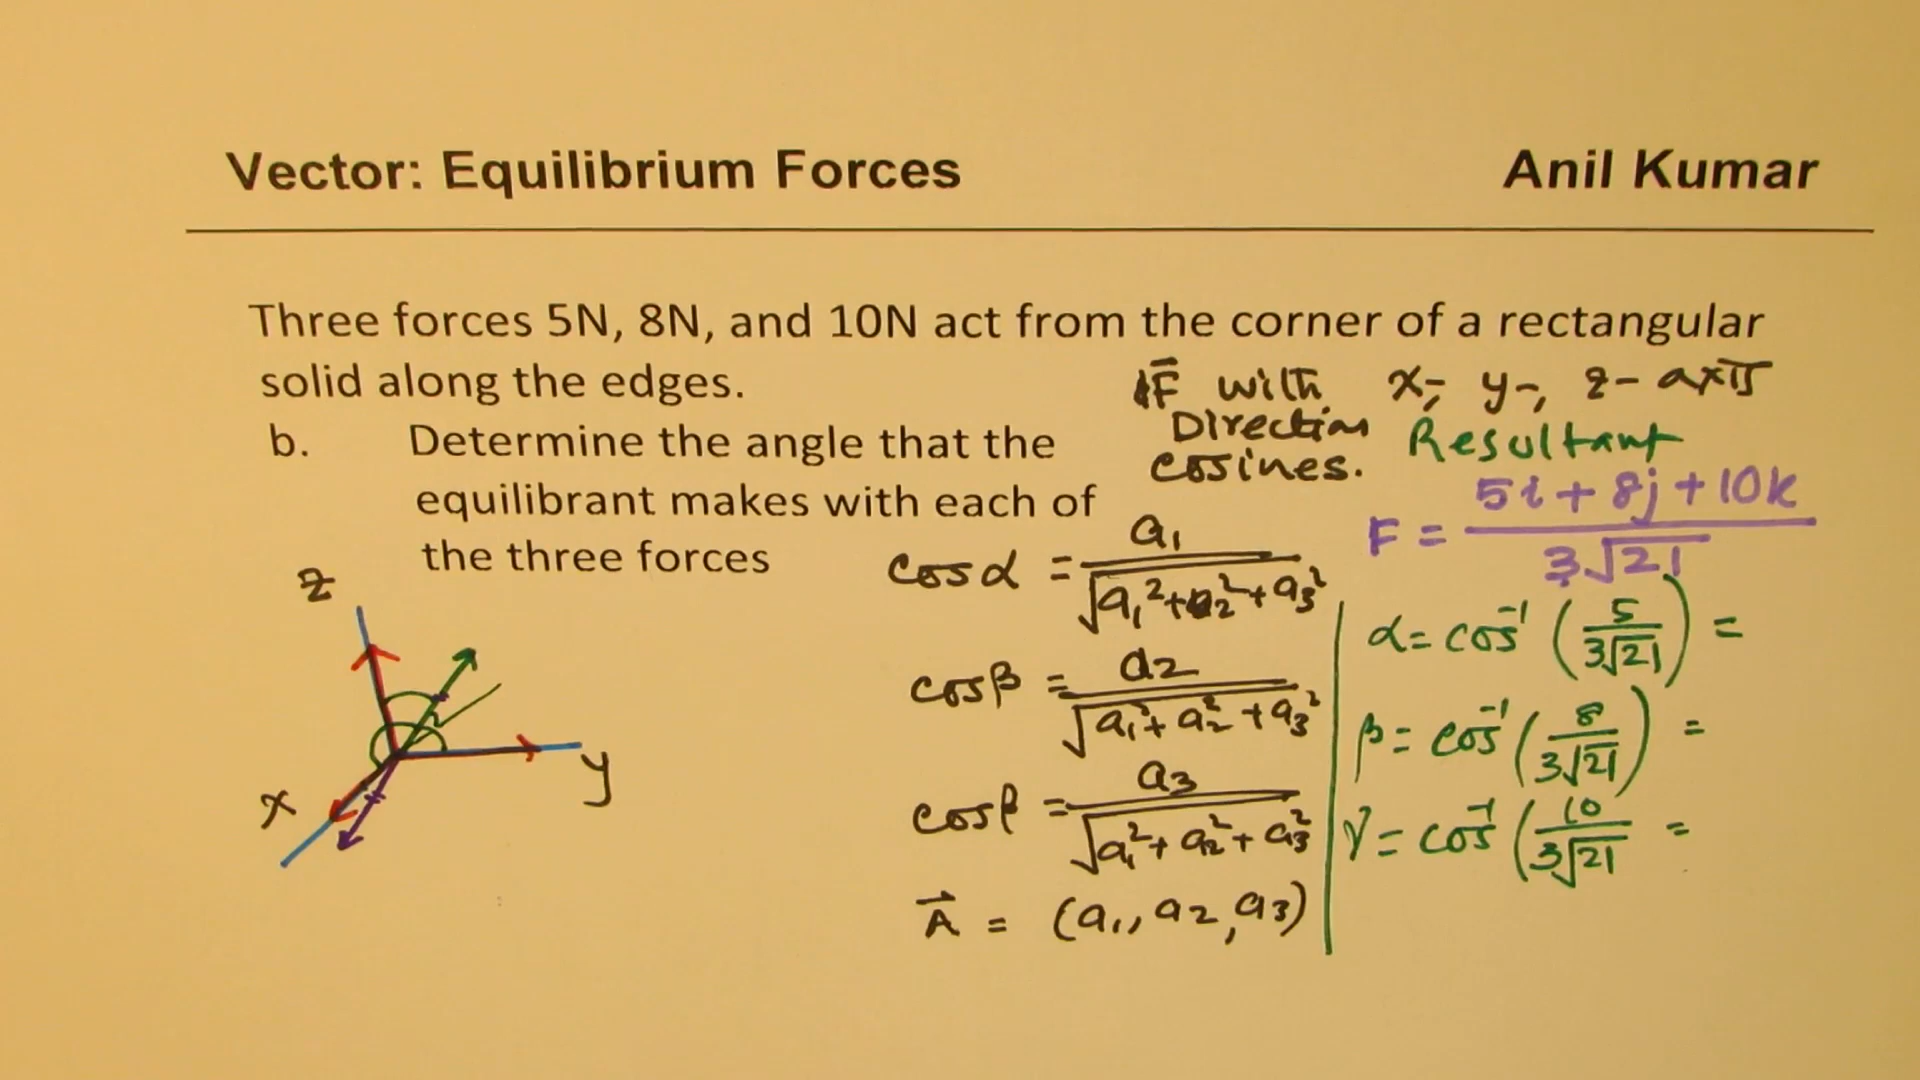 Vector: Equilibrium Forces Anil Kumar
Three forces 5N, 8N, and 10N act from the corner of a rectangular
solid along the edges.
F⃗ with x-, y-, z-axis
Direction
cosines.
Resultant
b. Determine the angle that the
equilibrant makes with each of
the three forces
F = (5i + 8j + 10k)/(3√21)
cosα = a₁/√(a₁² + a₂² + a₃²)
cosβ = a₂/√(a₁² + a₂² + a₃²)
cosβ = a₃/√(a₁² + a₂² + a₃²)
A⃗ = (a₁, a₂, a₃)
α = cos⁻¹(5/(3√21)) =
β = cos⁻¹(8/(3√21)) =
γ = cos⁻¹(10/(3√21) =
z
x
y